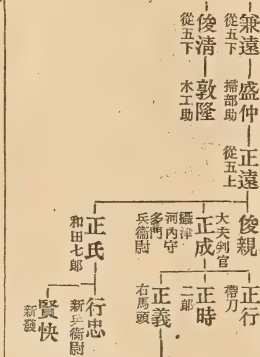 兼遠
從五下
盛仲
掃部助
正遠
從五上
俊親
俊淸
從五下
敦隆
木工助
正成
大夫判官
攝津
河内守
多門
兵衞尉
正氏
和田七郎
正行
帶刀
正時
二郎
正義
右馬頭
行忠
新兵衞尉
賢快
新發